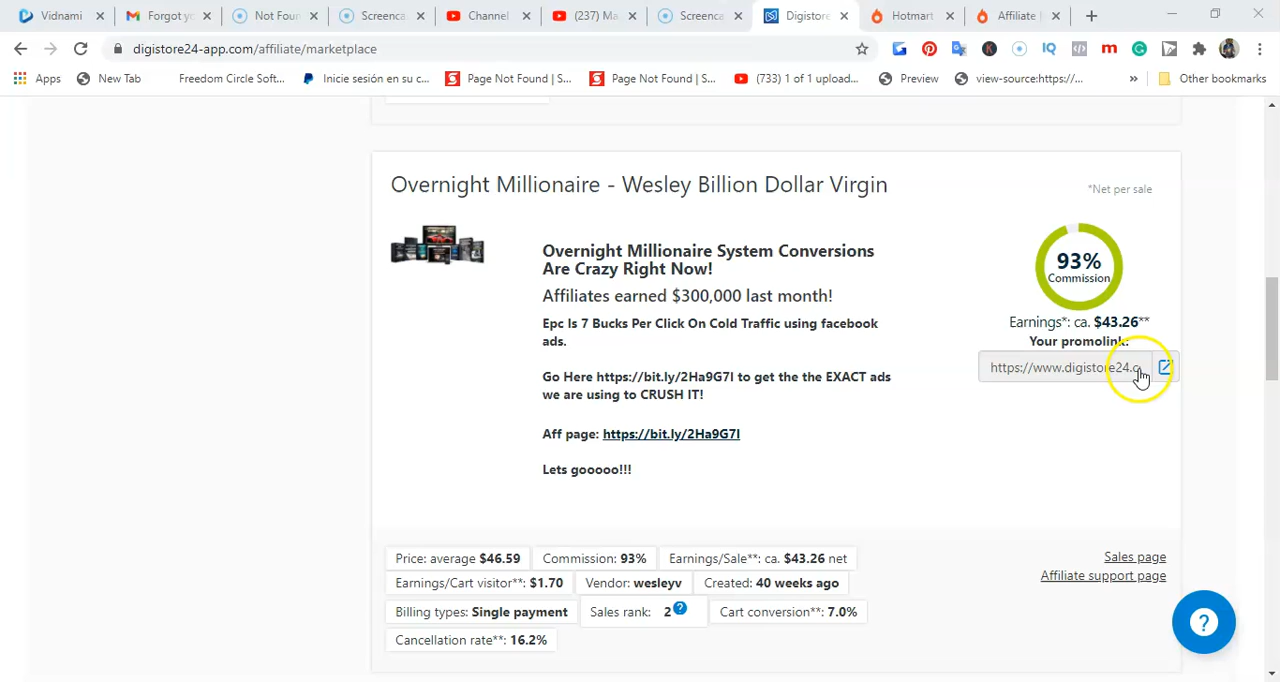 Vidnami
Forgot yo
Not Foun
Screenca
Channel
(237) Ma
Screenca
Digistore
Hotmart
Affiliate
digistore24-app.com/affiliate/marketplace
Apps
New Tab
Freedom Circle Soft...
Inicie sesión en su c...
Page Not Found | S...
Page Not Found | S...
(733) 1 of 1 upload...
Preview
view-source:https:/...
»
Other bookmarks
Overnight Millionaire - Wesley Billion Dollar Virgin
*Net per sale
Overnight Millionaire System Conversions
Are Crazy Right Now!
Affiliates earned $300,000 last month!
Epc Is 7 Bucks Per Click On Cold Traffic using facebook
ads.
Go Here https://bit.ly/2Ha9G7I to get the the EXACT ads
we are using to CRUSH IT!
Aff page: https://bit.ly/2Ha9G7I
Lets gooooo!!!
93%
Commission
Earnings*: ca. $43.26**
Your promolink:
https://www.digistore24.c
Price: average $46.59
Commission: 93%
Earnings/Sale**: ca. $43.26 net
Earnings/Cart visitor**: $1.70
Vendor: wesleyv
Created: 40 weeks ago
Billing types: Single payment
Sales rank: 2 ?
Cart conversion**: 7.0%
Cancellation rate**: 16.2%
Sales page
Affiliate support page
?